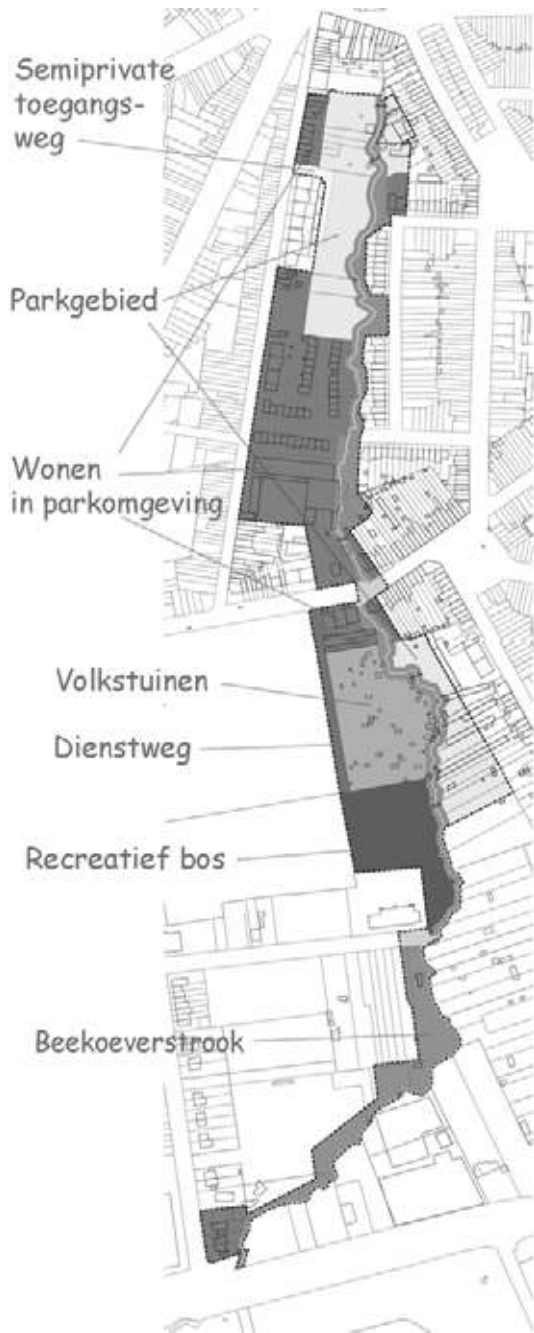 Semiprivate
toegangs-
weg
Parkgebied
Wonen
in parkomgeving
Volkstuinen
Dienstweg
Recreatief bos
Beekoeverstrook